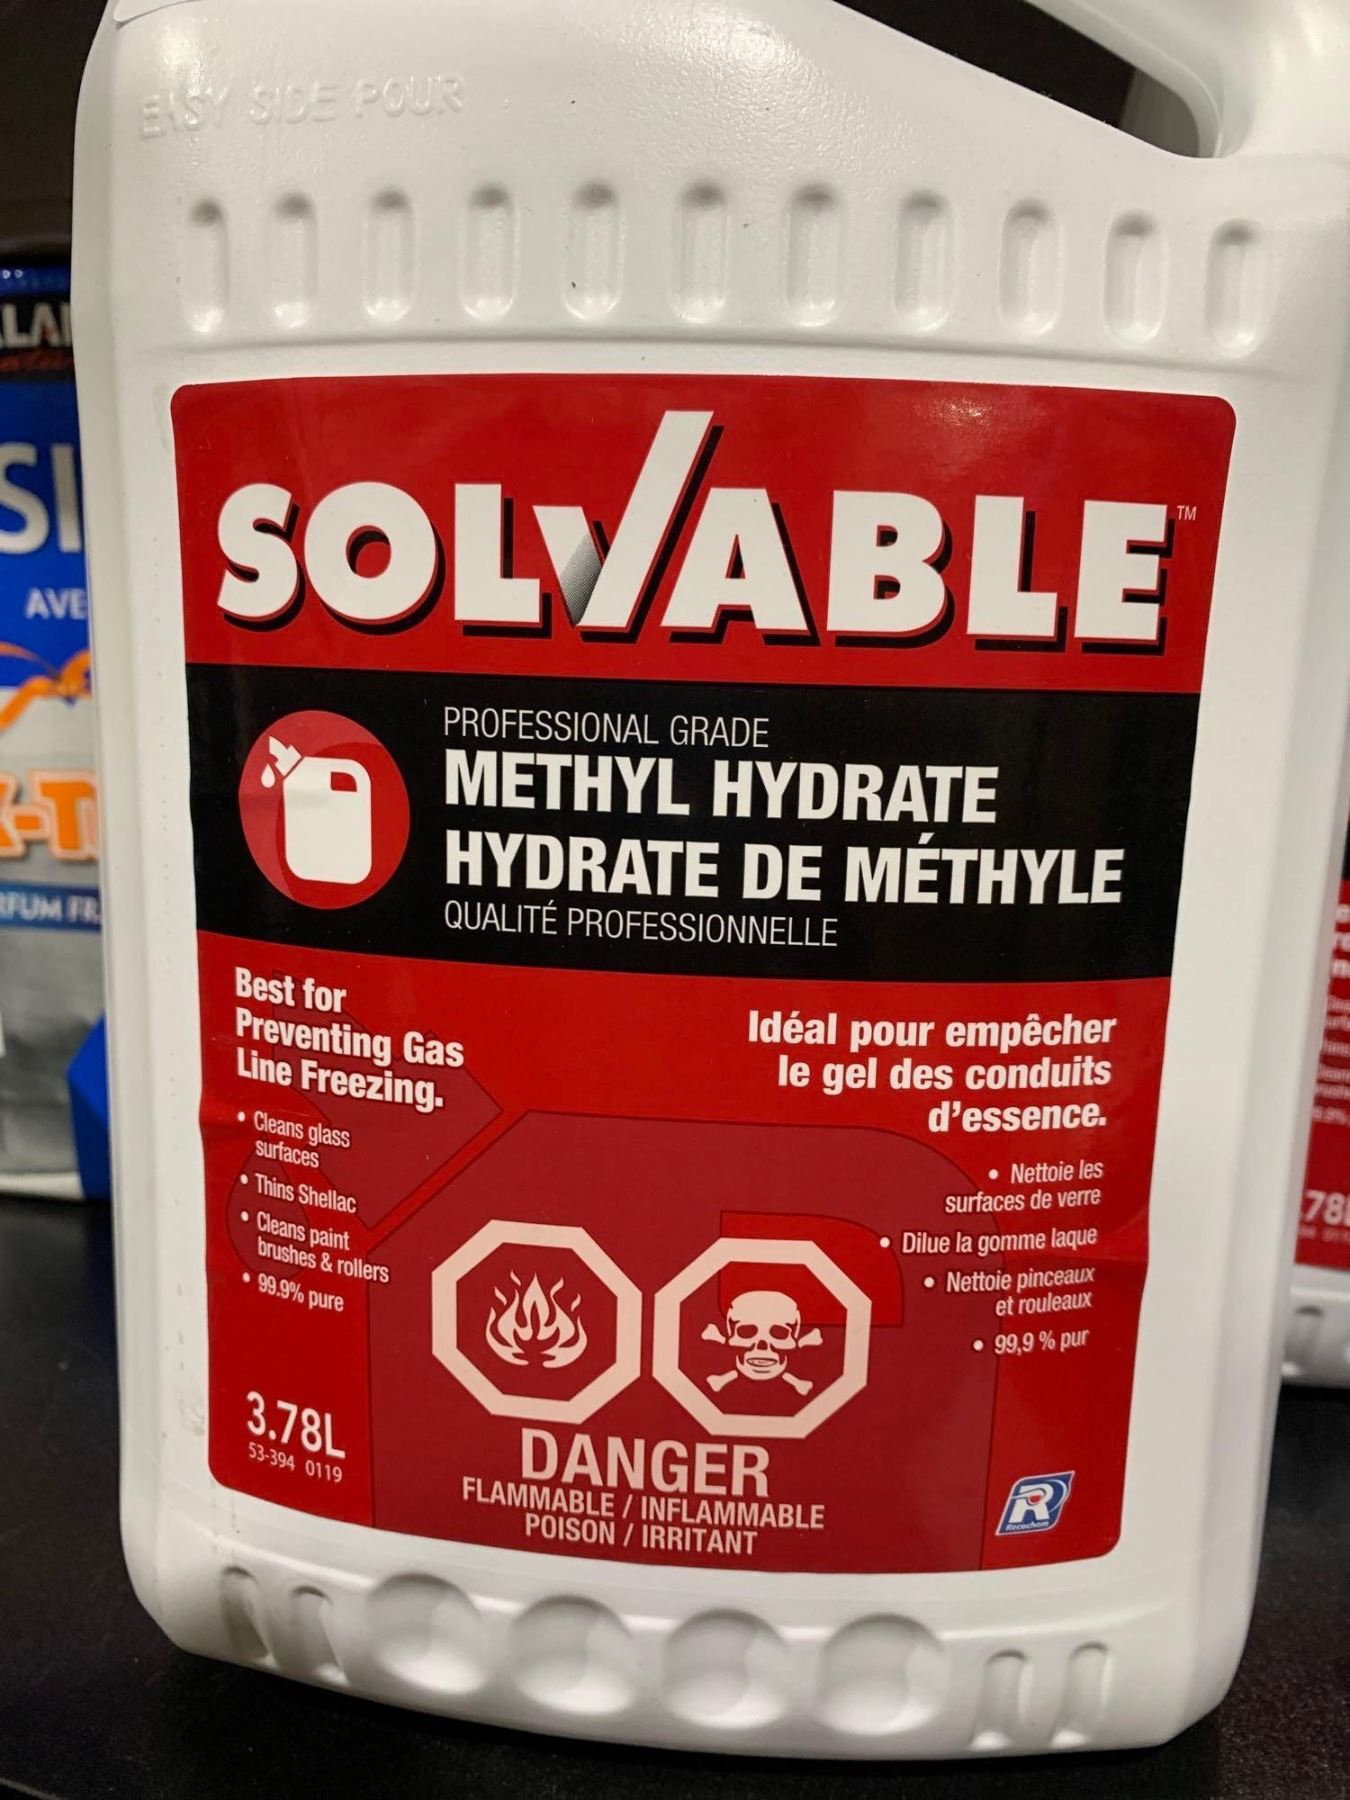 EASY SIDE POUR
SOLVABLE™
PROFESSIONAL GRADE
METHYL HYDRATE
HYDRATE DE MÉTHYLE
QUALITÉ PROFESSIONNELLE
Best for
Preventing Gas
Line Freezing.
• Cleans glass
surfaces
• Thins Shellac
• Cleans paint
brushes & rollers
• 99.9% pure
3.78L
53-394 0119
Idéal pour empêcher
le gel des conduits
d'essence.
• Nettoie les
surfaces de verre
• Dilue la gomme laque
• Nettoie pinceaux
et rouleaux
• 99,9 % pur
DANGER
FLAMMABLE / INFLAMMABLE
POISON / IRRITANT
R
Recochem
SI
AVE